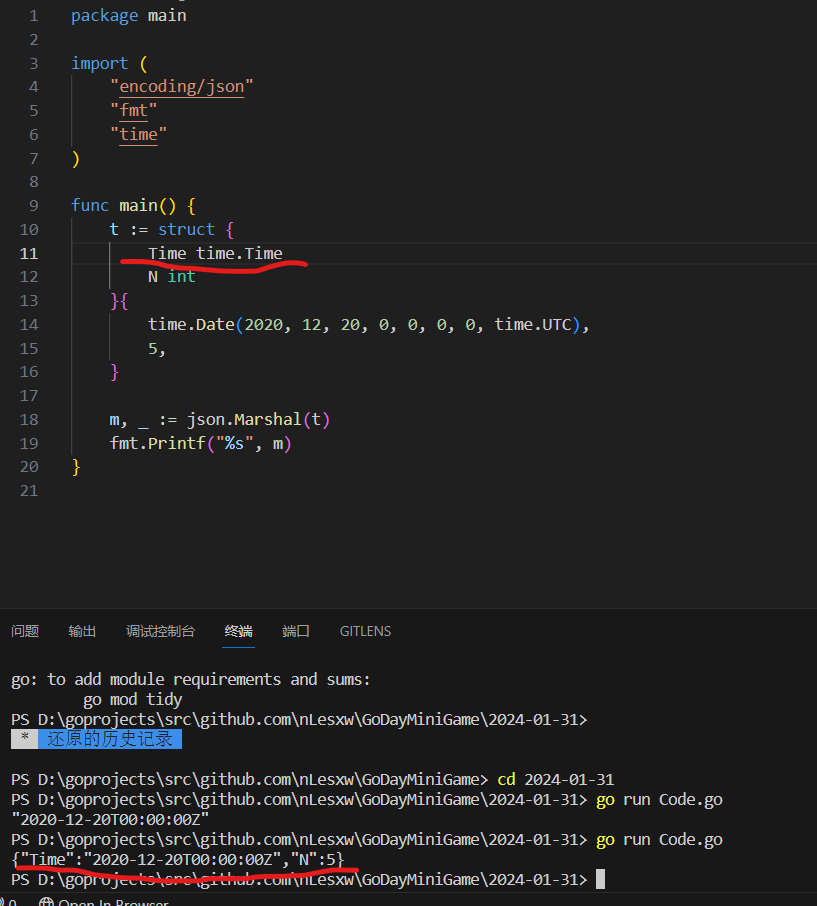 1 package main
2
3 import (
4 "encoding/json"
5 "fmt"
6 "time"
7 )
8
9 func main() {
10 t := struct {
11 Time time.Time
12 N int
13 }{
14 time.Date(2020, 12, 20, 0, 0, 0, 0, time.UTC),
15 5,
16 }
17
18 m, _ := json.Marshal(t)
19 fmt.Printf("%s", m)
20 }
21
问题 输出 调试控制台 终端 端口 GITLENS
go: to add module requirements and sums:
go mod tidy
PS D:\goprojects\src\github.com\nLesxw\GoDayMiniGame\2024-01-31>
* 还原的历史记录
PS D:\goprojects\src\github.com\nLesxw\GoDayMiniGame> cd 2024-01-31
PS D:\goprojects\src\github.com\nLesxw\GoDayMiniGame\2024-01-31> go run Code.go
"2020-12-20T00:00:00Z"
PS D:\goprojects\src\github.com\nLesxw\GoDayMiniGame\2024-01-31> go run Code.go
{"Time":"2020-12-20T00:00:00Z","N":5}
PS D:\goprojects\src\github.com\nLesxw\GoDayMiniGame\2024-01-31>
0 Open In Browser